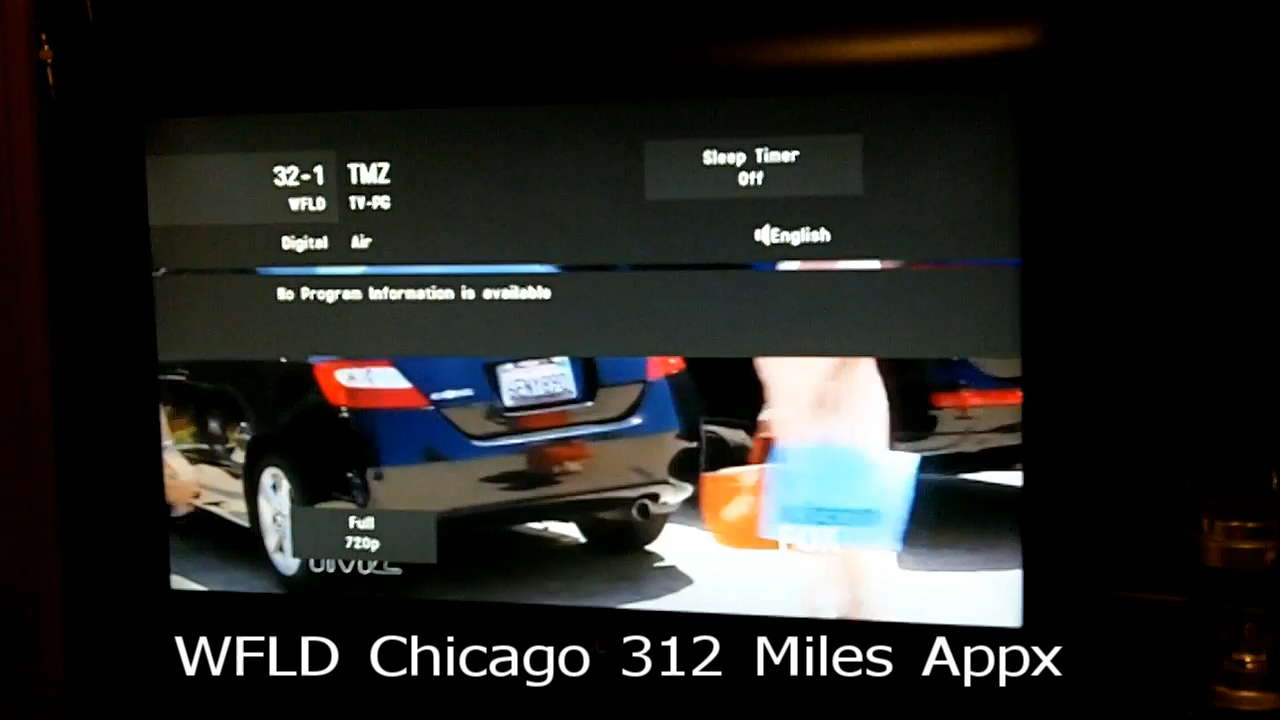 32-1 TMZ
WFLD TV-PG
Digital Air
Sleep Timer
Off
English
No Program Information is available
Full
720p
WFLD Chicago 312 Miles Appx